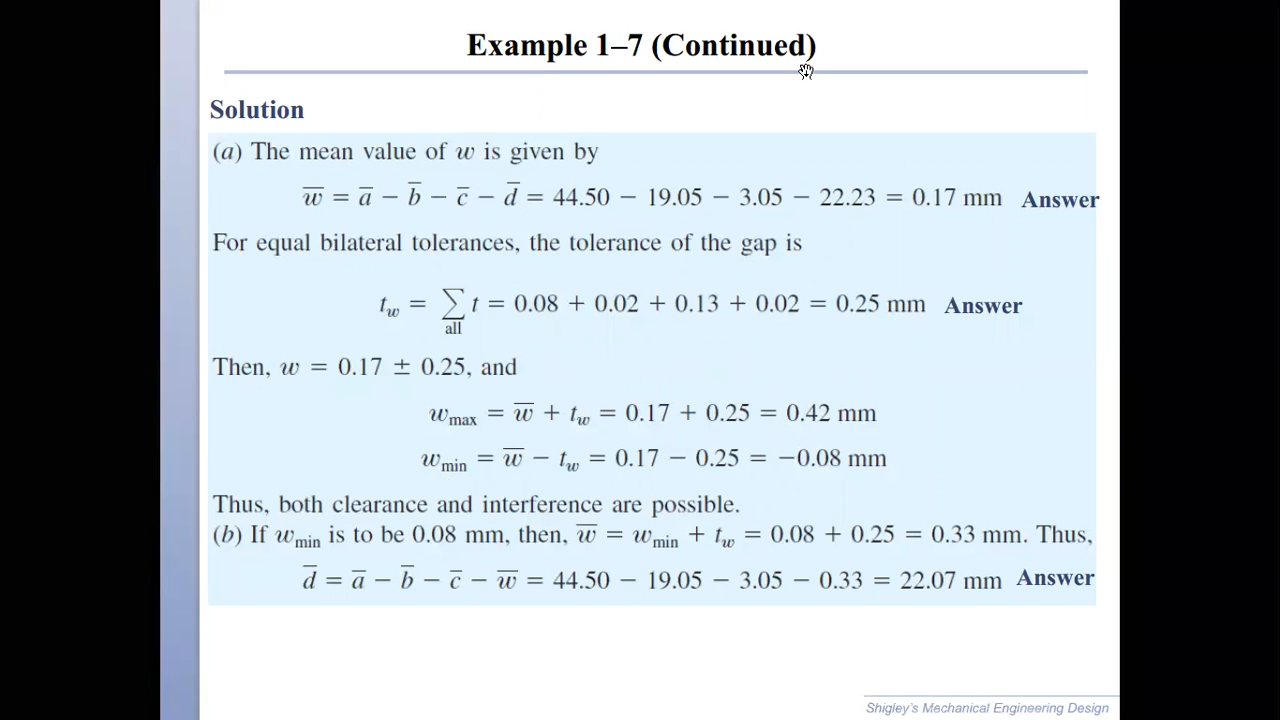 Example 1–7 (Continued)
Solution
(a) The mean value of w is given by
w̅ = a̅ − b̅ − c̅ − d̅ = 44.50 − 19.05 − 3.05 − 22.23 = 0.17 mm Answer
For equal bilateral tolerances, the tolerance of the gap is
t_w = ∑ t = 0.08 + 0.02 + 0.13 + 0.02 = 0.25 mm Answer
all
Then, w = 0.17 ± 0.25, and
w_max = w̅ + t_w = 0.17 + 0.25 = 0.42 mm
w_min = w̅ − t_w = 0.17 − 0.25 = −0.08 mm
Thus, both clearance and interference are possible.
(b) If w_min is to be 0.08 mm, then, w̅ = w_min + t_w = 0.08 + 0.25 = 0.33 mm. Thus,
d̅ = a̅ − b̅ − c̅ − w̅ = 44.50 − 19.05 − 3.05 − 0.33 = 22.07 mm Answer
Shigley's Mechanical Engineering Design